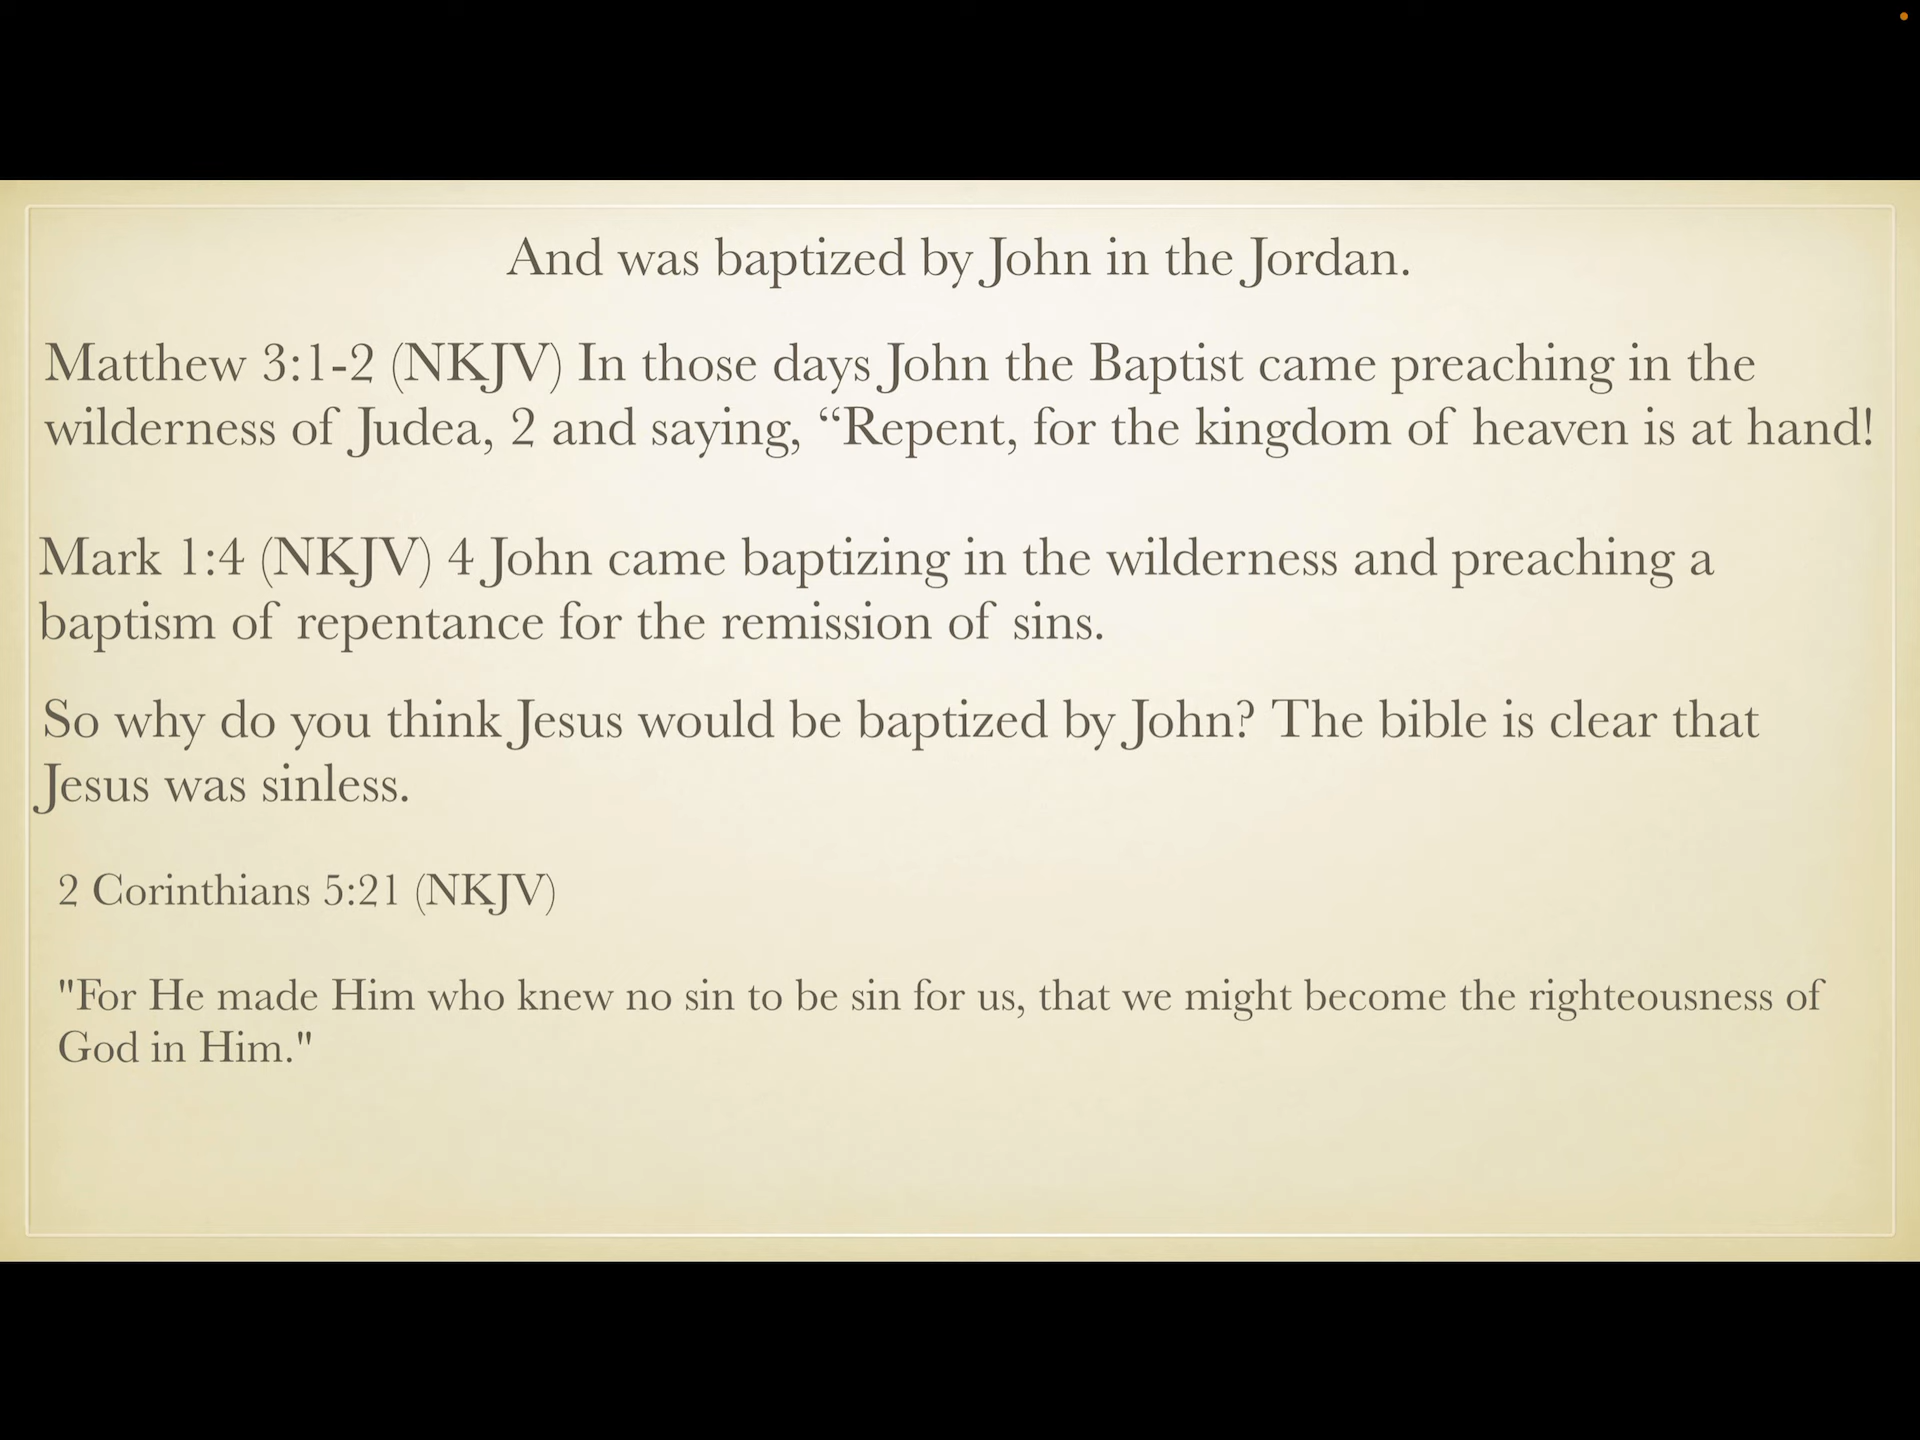 And was baptized by John in the Jordan.
Matthew 3:1-2 (NKJV) In those days John the Baptist came preaching in the
wilderness of Judea, 2 and saying, “Repent, for the kingdom of heaven is at hand!
Mark 1:4 (NKJV) 4 John came baptizing in the wilderness and preaching a
baptism of repentance for the remission of sins.
So why do you think Jesus would be baptized by John? The bible is clear that
Jesus was sinless.
2 Corinthians 5:21 (NKJV)
"For He made Him who knew no sin to be sin for us, that we might become the righteousness of
God in Him."